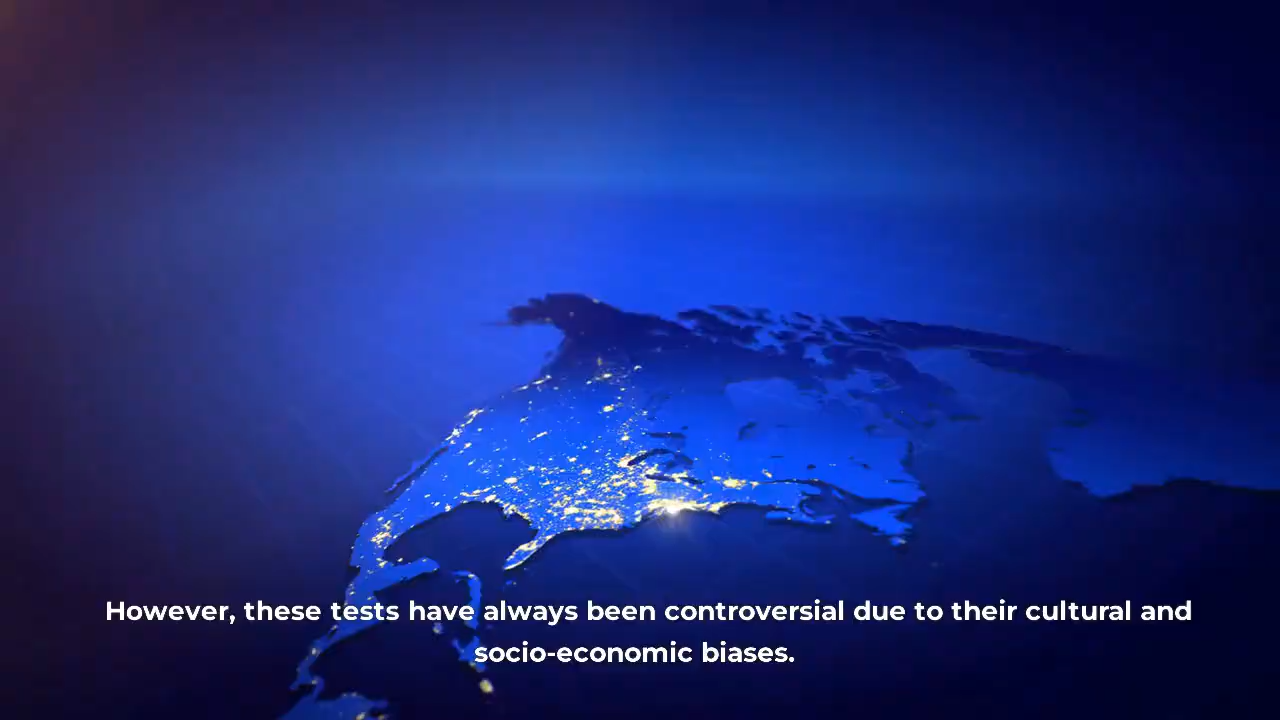 However, these tests have always been controversial due to their cultural and
socio-economic biases.